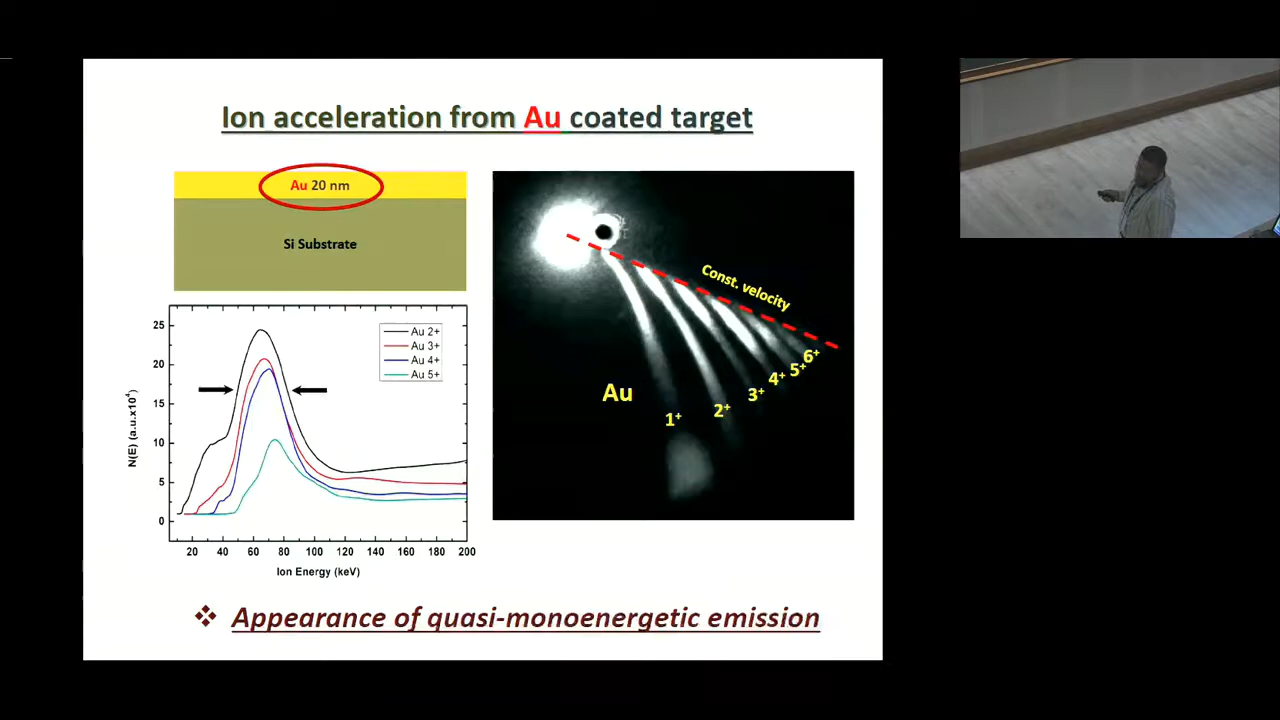 Ion acceleration from Au coated target
Au 20 nm
Si Substrate
Const. velocity
Au
1+
2+
3+
4+
5+
6+
N(E) (a.u.x10⁴)
25
20
15
10
5
0
Au 2+
Au 3+
Au 4+
Au 5+
20 40 60 80 100 120 140 160 180 200
Ion Energy (keV)
❖ Appearance of quasi-monoenergetic emission